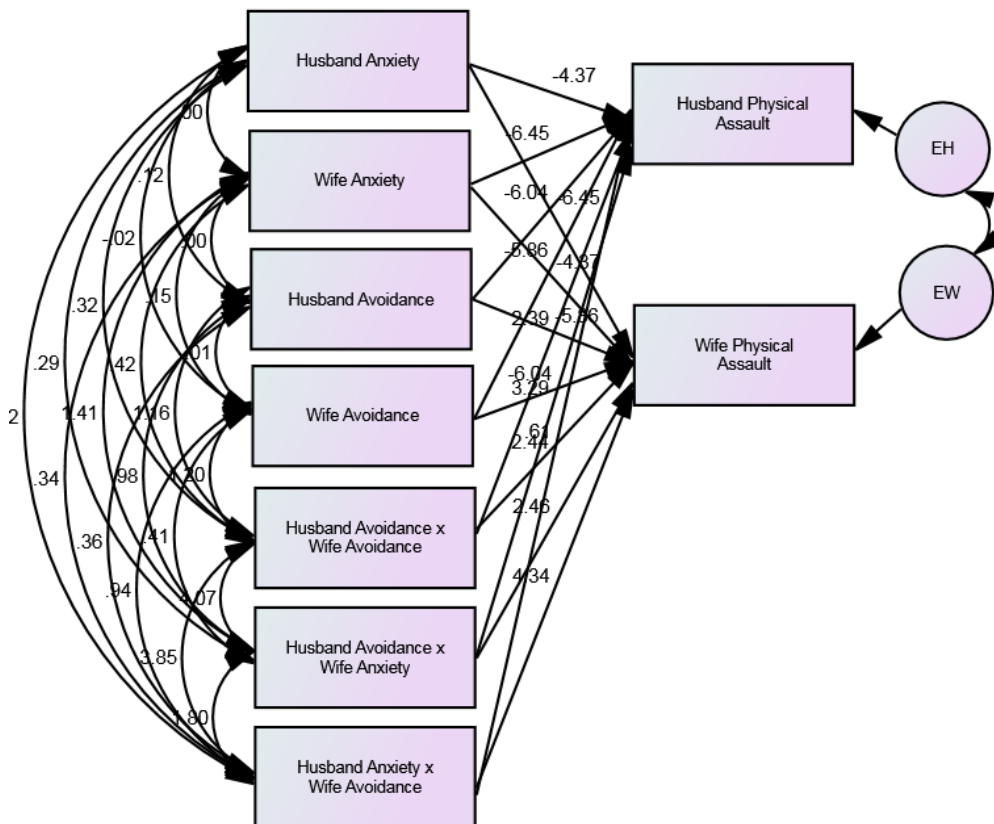 Husband Anxiety
Wife Anxiety
Husband Avoidance
Wife Avoidance
Husband Avoidance x
Wife Avoidance
Husband Avoidance x
Wife Anxiety
Husband Anxiety x
Wife Avoidance
Husband Physical
Assault
Wife Physical
Assault
EH
EW
.12
-.02
.32
.29
2
.34
.36
.94
3.85
1.80
4.07
.41
.98
1.20
1.16
1.41
.42
.15
.01
.00
.00
-4.37
-6.45
-6.04
-6.45
-5.86
-4.37
2.39
-5.86
-6.04
3.29
.61
2.44
2.46
4.34